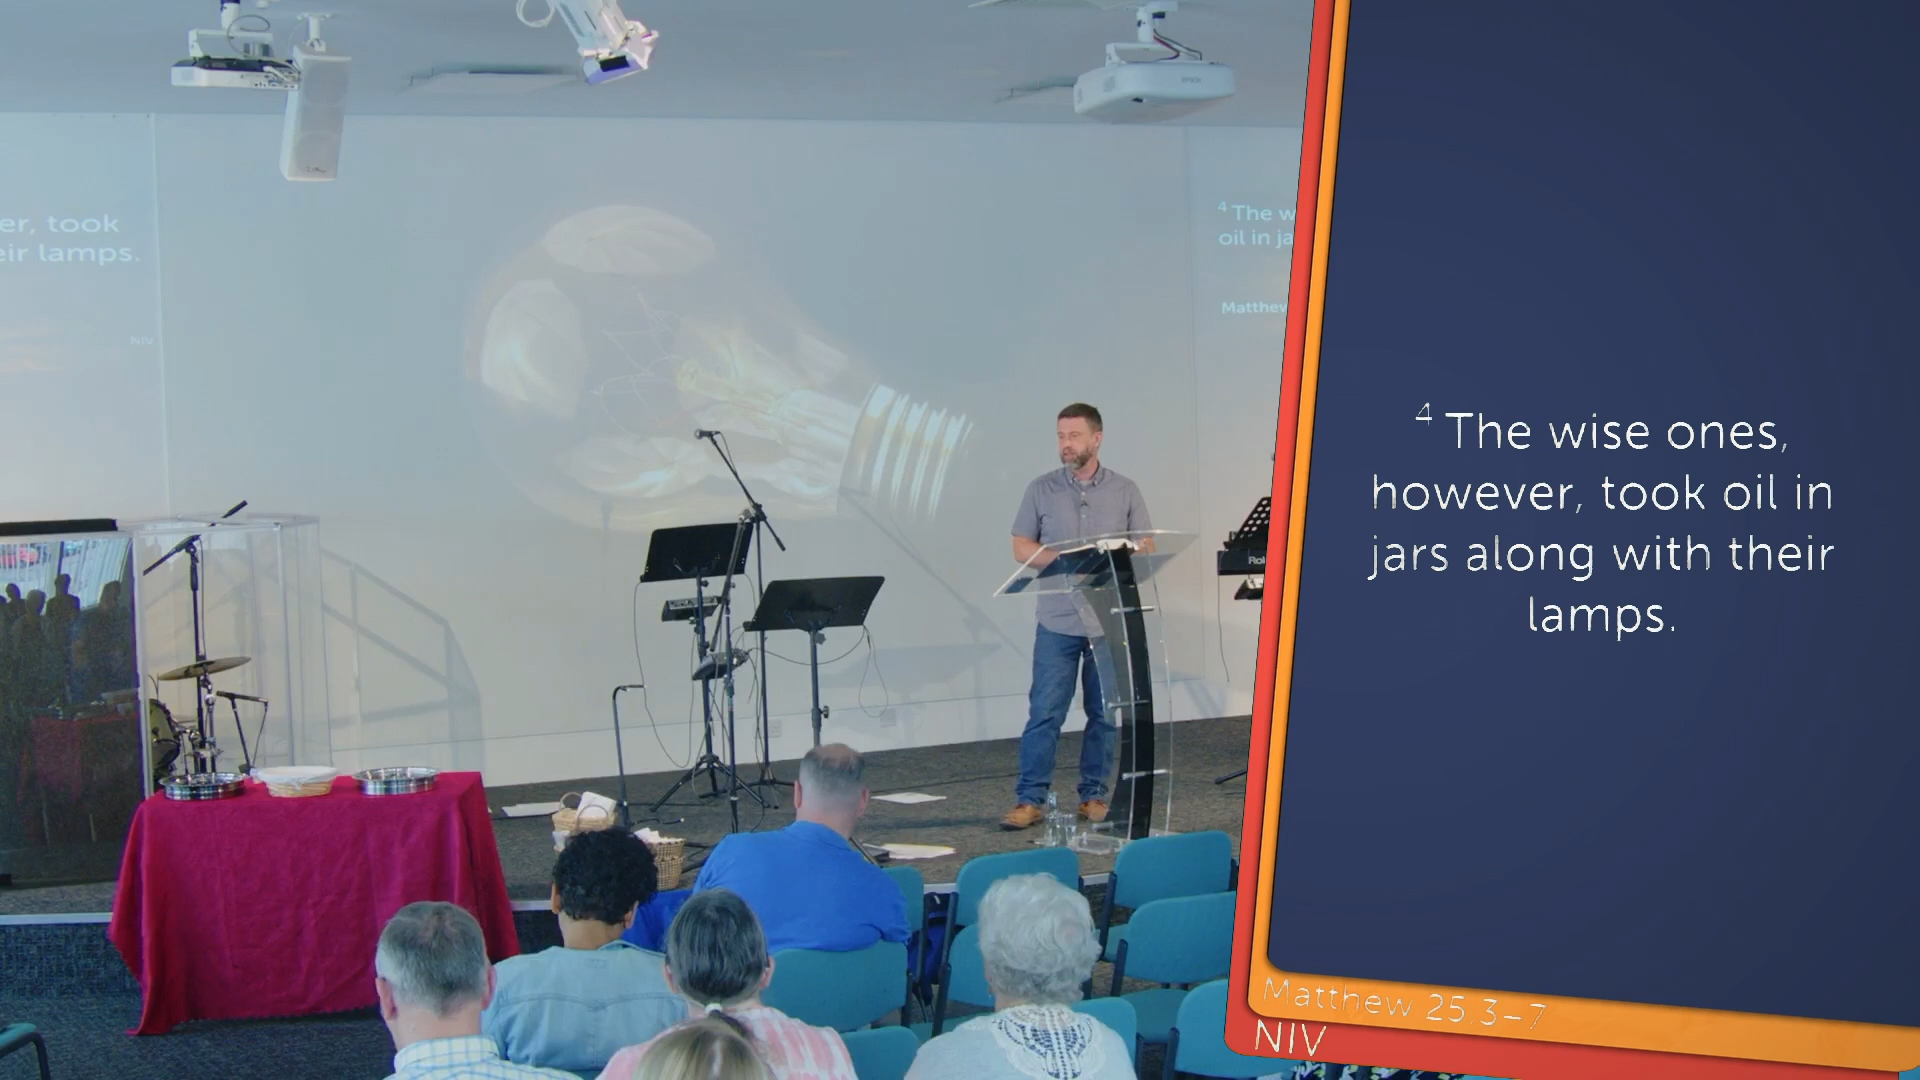 er, took
eir lamps.
NIV
EPSON
4 The w
oil in ja
Matthew
4 The wise ones,
however, took oil in
jars along with their
lamps.
Matthew 25.3–7
NIV